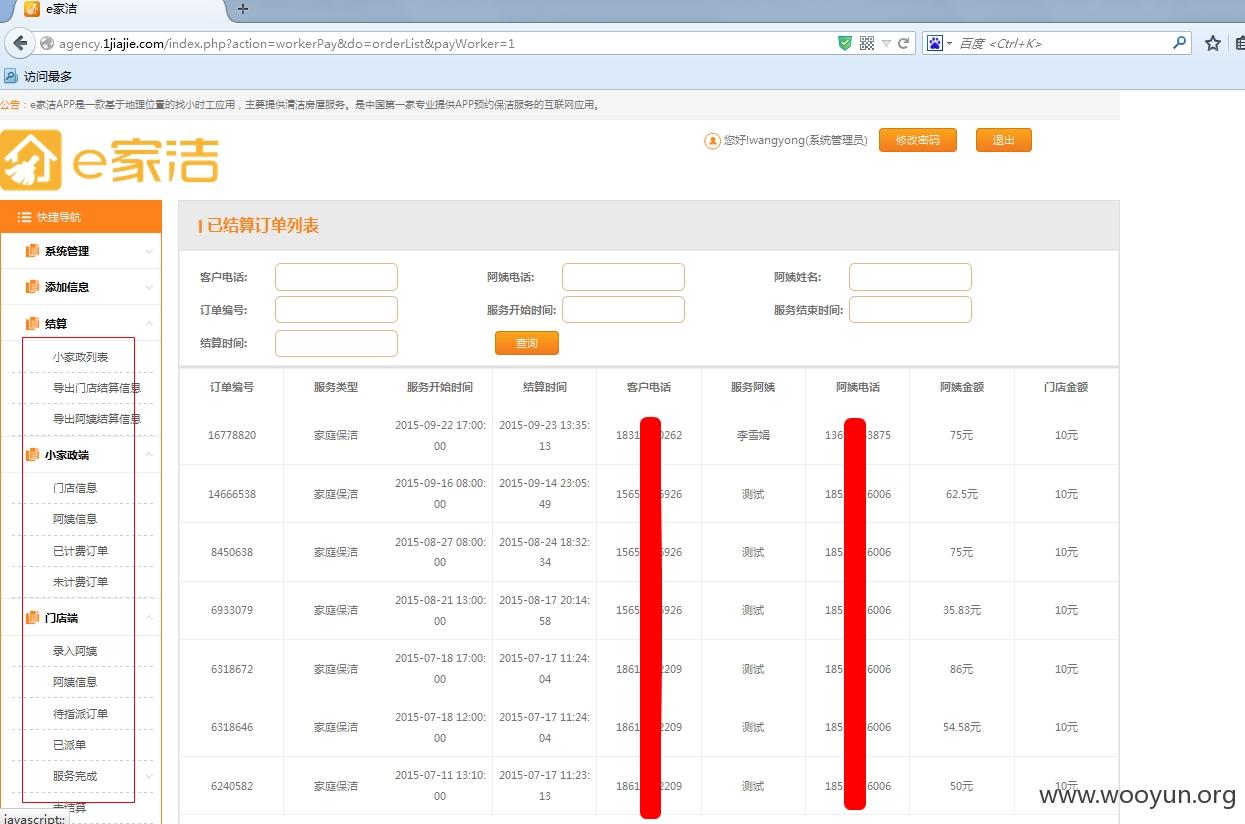 e家洁
agency.1jiajie.com/index.php?action=workerPay&do=orderList&payWorker=1
百度 <Ctrl+K>
访问最多
公告：e家洁APP是一款基于地理位置的找小时工应用，主要提供清洁房屋服务。是中国第一家专业提供APP预约保洁服务的互联网应用。
e家洁
您好!wangyong(系统管理员) 修改密码 退出
快捷导航
系统管理
添加信息
结算
小家政列表
导出门店结算信息
导出阿姨结算信息
小家政端
门店信息
阿姨信息
已计费订单
未计费订单
门店端
录入阿姨
阿姨信息
待指派订单
已派单
服务完成
未结算
javascript:;
已结算订单列表
客户电话: 阿姨电话: 阿姨姓名:
订单编号: 服务开始时间: 服务结束时间:
结算时间: 查询
订单编号 服务类型 服务开始时间 结算时间 客户电话 服务阿姨 阿姨电话 阿姨金额 门店金额
16778820 家庭保洁 2015-09-22 17:00:00 2015-09-23 13:35:13 1831 0262 李雪娟 136 3875 75元 10元
14666538 家庭保洁 2015-09-16 08:00:00 2015-09-14 23:05:49 1565 6926 测试 185 6006 62.5元 10元
8450638 家庭保洁 2015-08-27 08:00:00 2015-08-24 18:32:34 1565 6926 测试 185 6006 75元 10元
6933079 家庭保洁 2015-08-21 13:00:00 2015-08-17 20:14:58 1565 6926 测试 185 6006 35.83元 10元
6318672 家庭保洁 2015-07-18 17:00:00 2015-07-17 11:24:04 1861 2209 测试 185 6006 86元 10元
6318646 家庭保洁 2015-07-18 12:00:00 2015-07-17 11:24:04 1861 2209 测试 185 6006 54.58元 10元
6240582 家庭保洁 2015-07-11 13:10:00 2015-07-17 11:23:13 1861 2209 测试 185 6006 50元 10元
www.wooyun.org